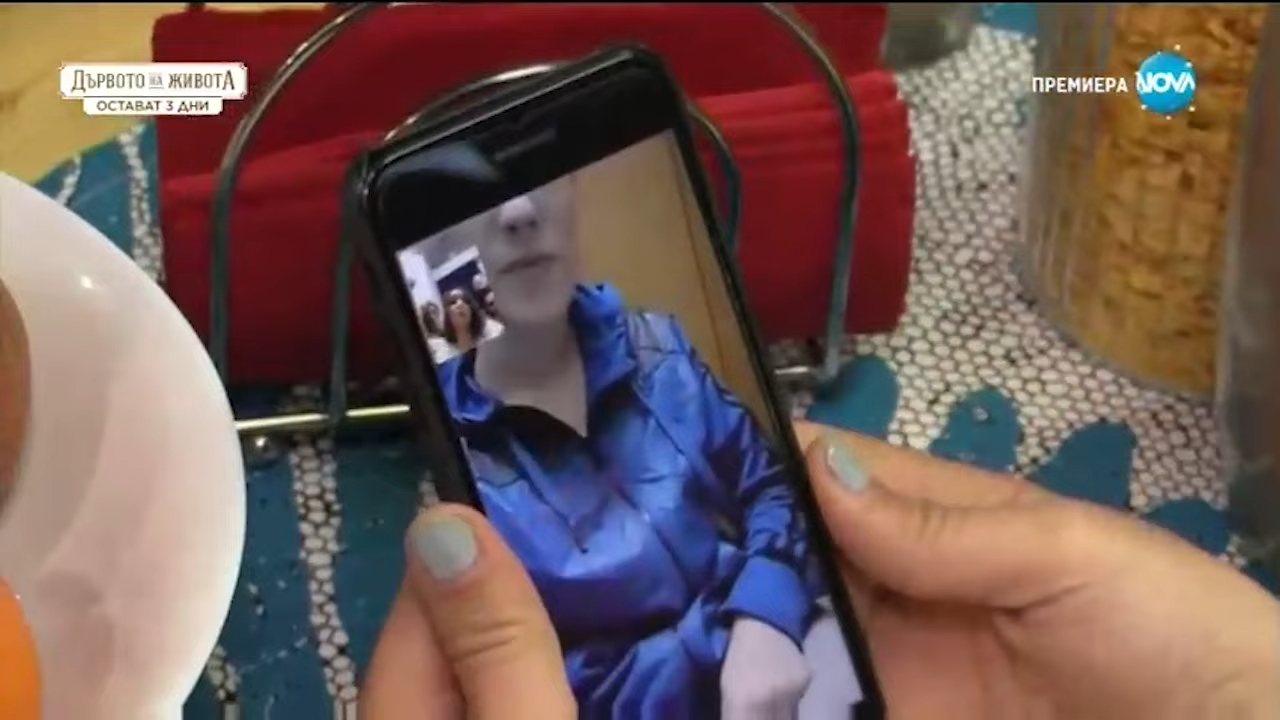 ДЪРВОТО НА ЖИВОТА
ОСТАВАТ 3 ДНИ
ПРЕМИЕРА NOVA